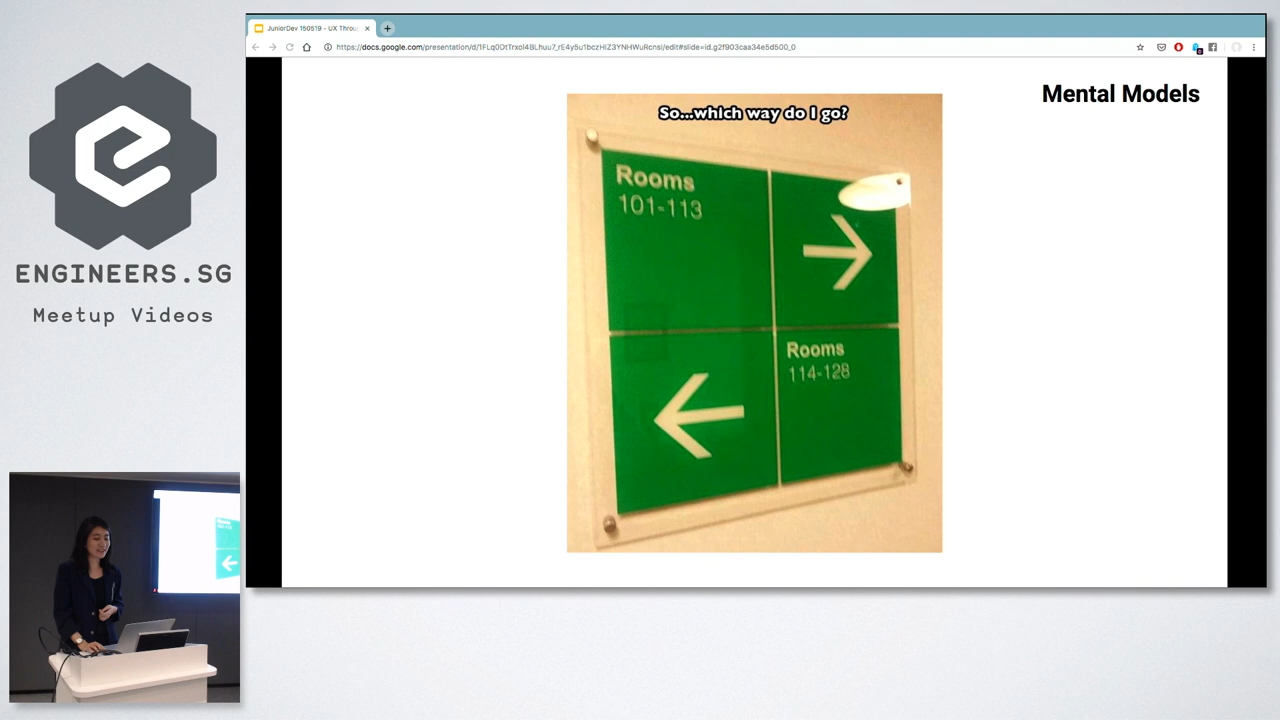 JuniorDev 150519 - UX Throu
https://docs.google.com/presentation/d/1FLq0DtTrxol4BLhuu7_rE4y5u1bczHiZ3YNHWuRcnsI/edit#slide=id.g2f903caa34e5d500_0
Mental Models
So...which way do I go?
Rooms
101-113
Rooms
114-128
ENGINEERS.SG
Meetup Videos